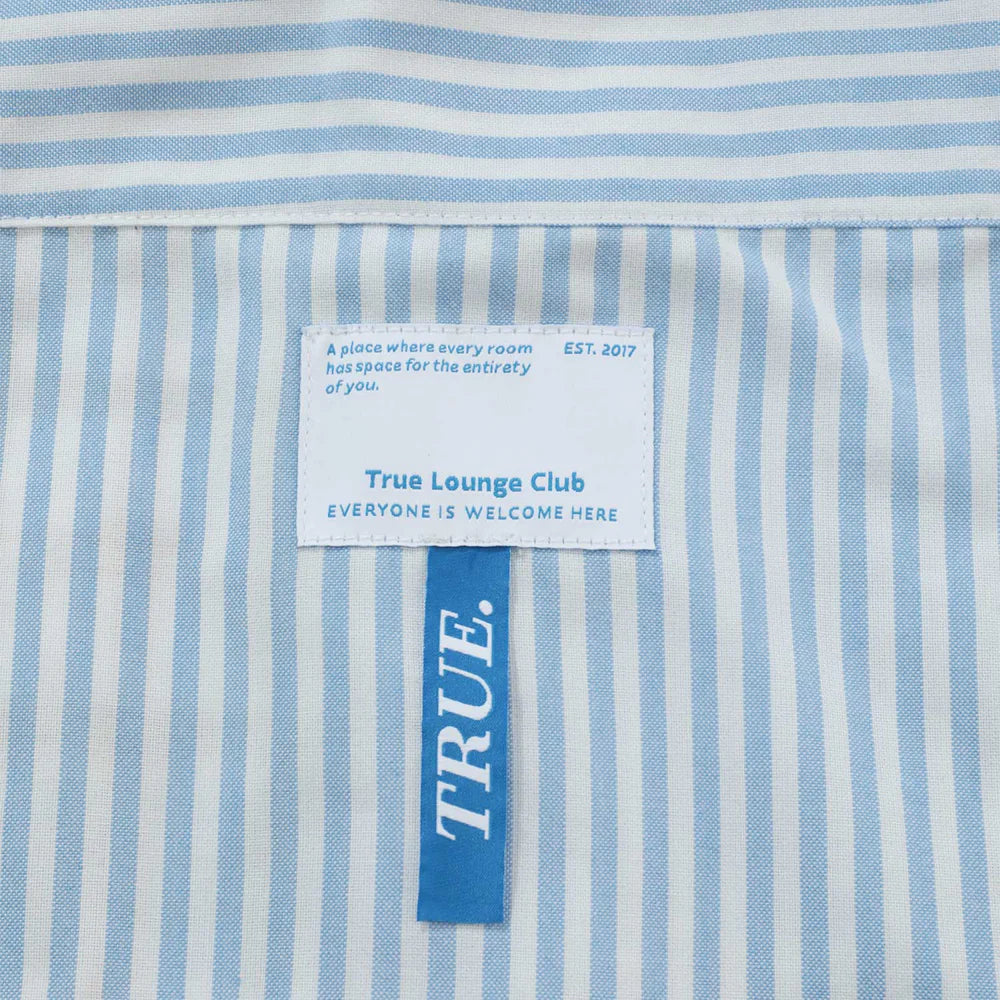 A place where every room
has space for the entirety
of you.
EST. 2017
True Lounge Club
EVERYONE IS WELCOME HERE
TRUE.